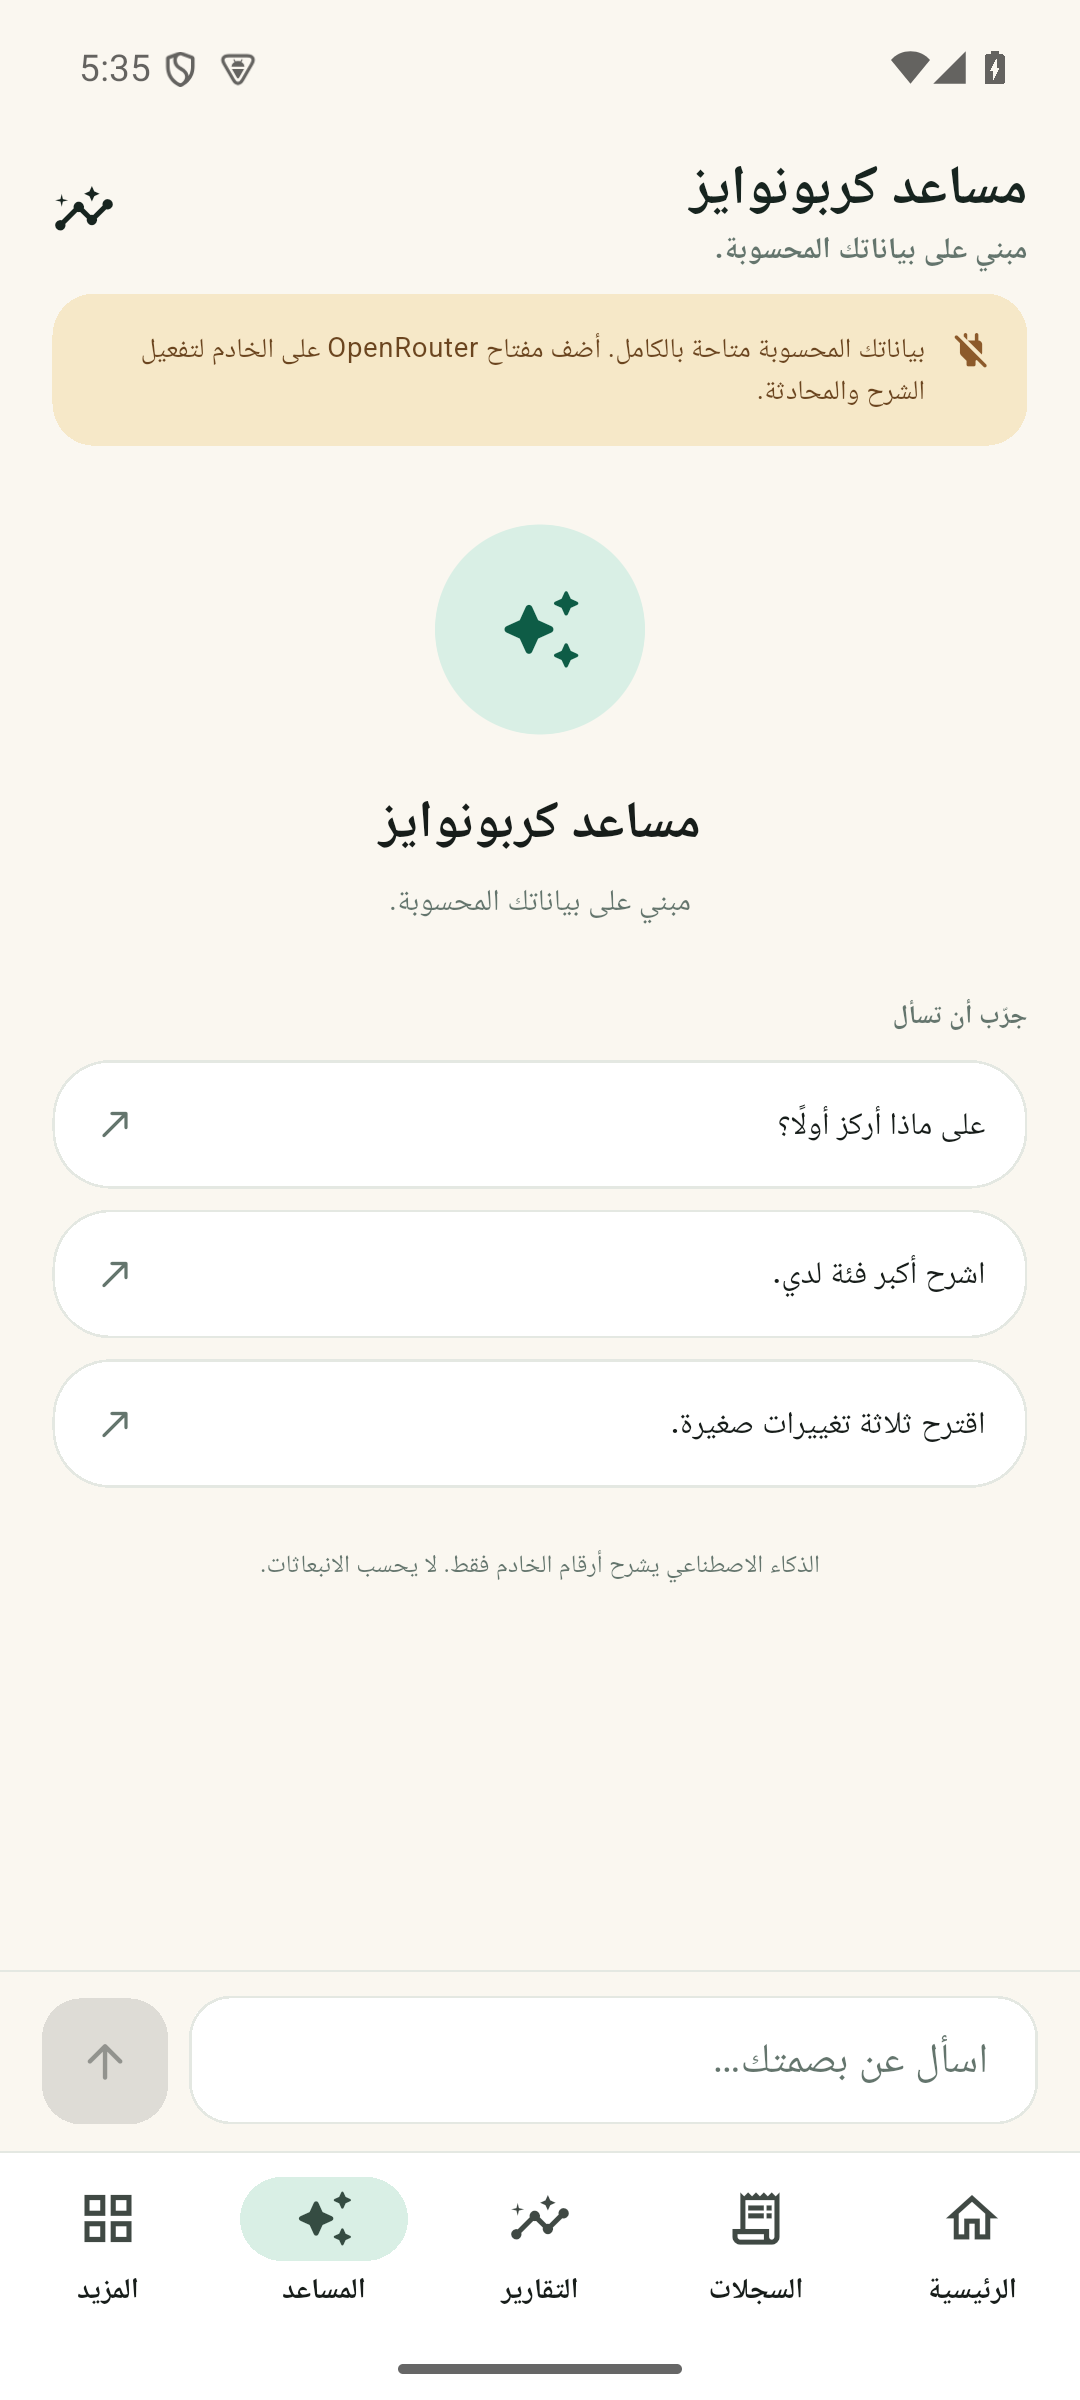 5:35
مساعد كربونوايز
مبني على بياناتك المحسوبة.
بياناتك المحسوبة متاحة بالكامل. أضف مفتاح OpenRouter على الخادم لتفعيل
الشرح والمحادثة.
مساعد كربونوايز
مبني على بياناتك المحسوبة.
جرّب أن تسأل
على ماذا أركز أولًا؟
اشرح أكبر فئة لدي.
اقترح ثلاثة تغييرات صغيرة.
الذكاء الاصطناعي يشرح أرقام الخادم فقط. لا يحسب الانبعاثات.
اسأل عن بصمتك...
الرئيسية
السجلات
التقارير
المساعد
المزيد